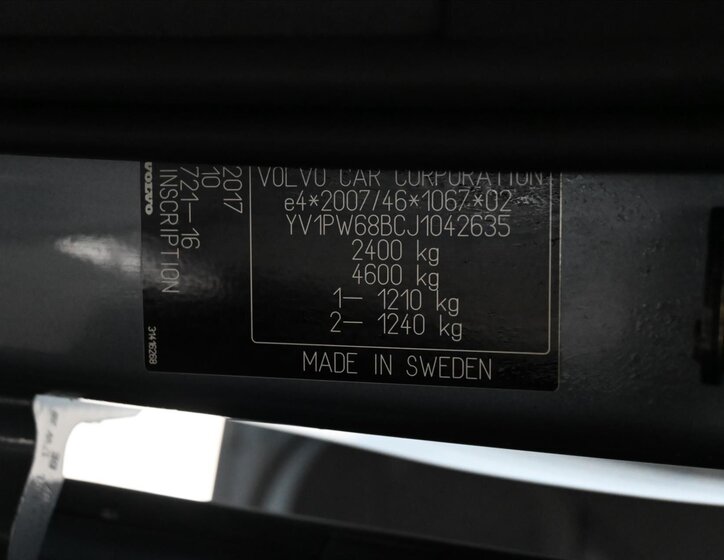 VOLVO CAR CORPORATION
e4*2007/46*1067*02
YV1PW68BCJ1042635
2400 kg
4600 kg
1– 1210 kg
2– 1240 kg
MADE IN SWEDEN
2017
10
721–16
INSCRIPTION
VOLVO
31416268